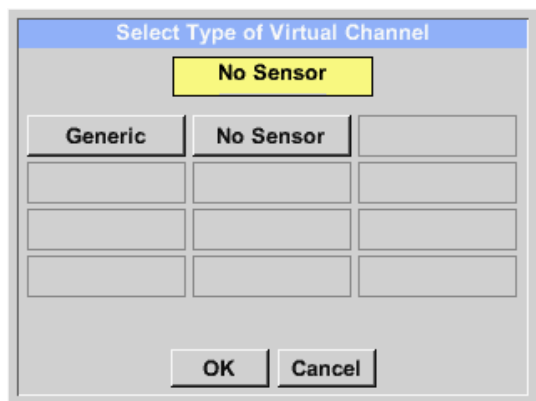 Select Type of Virtual Channel
No Sensor
Generic No Sensor
OK Cancel